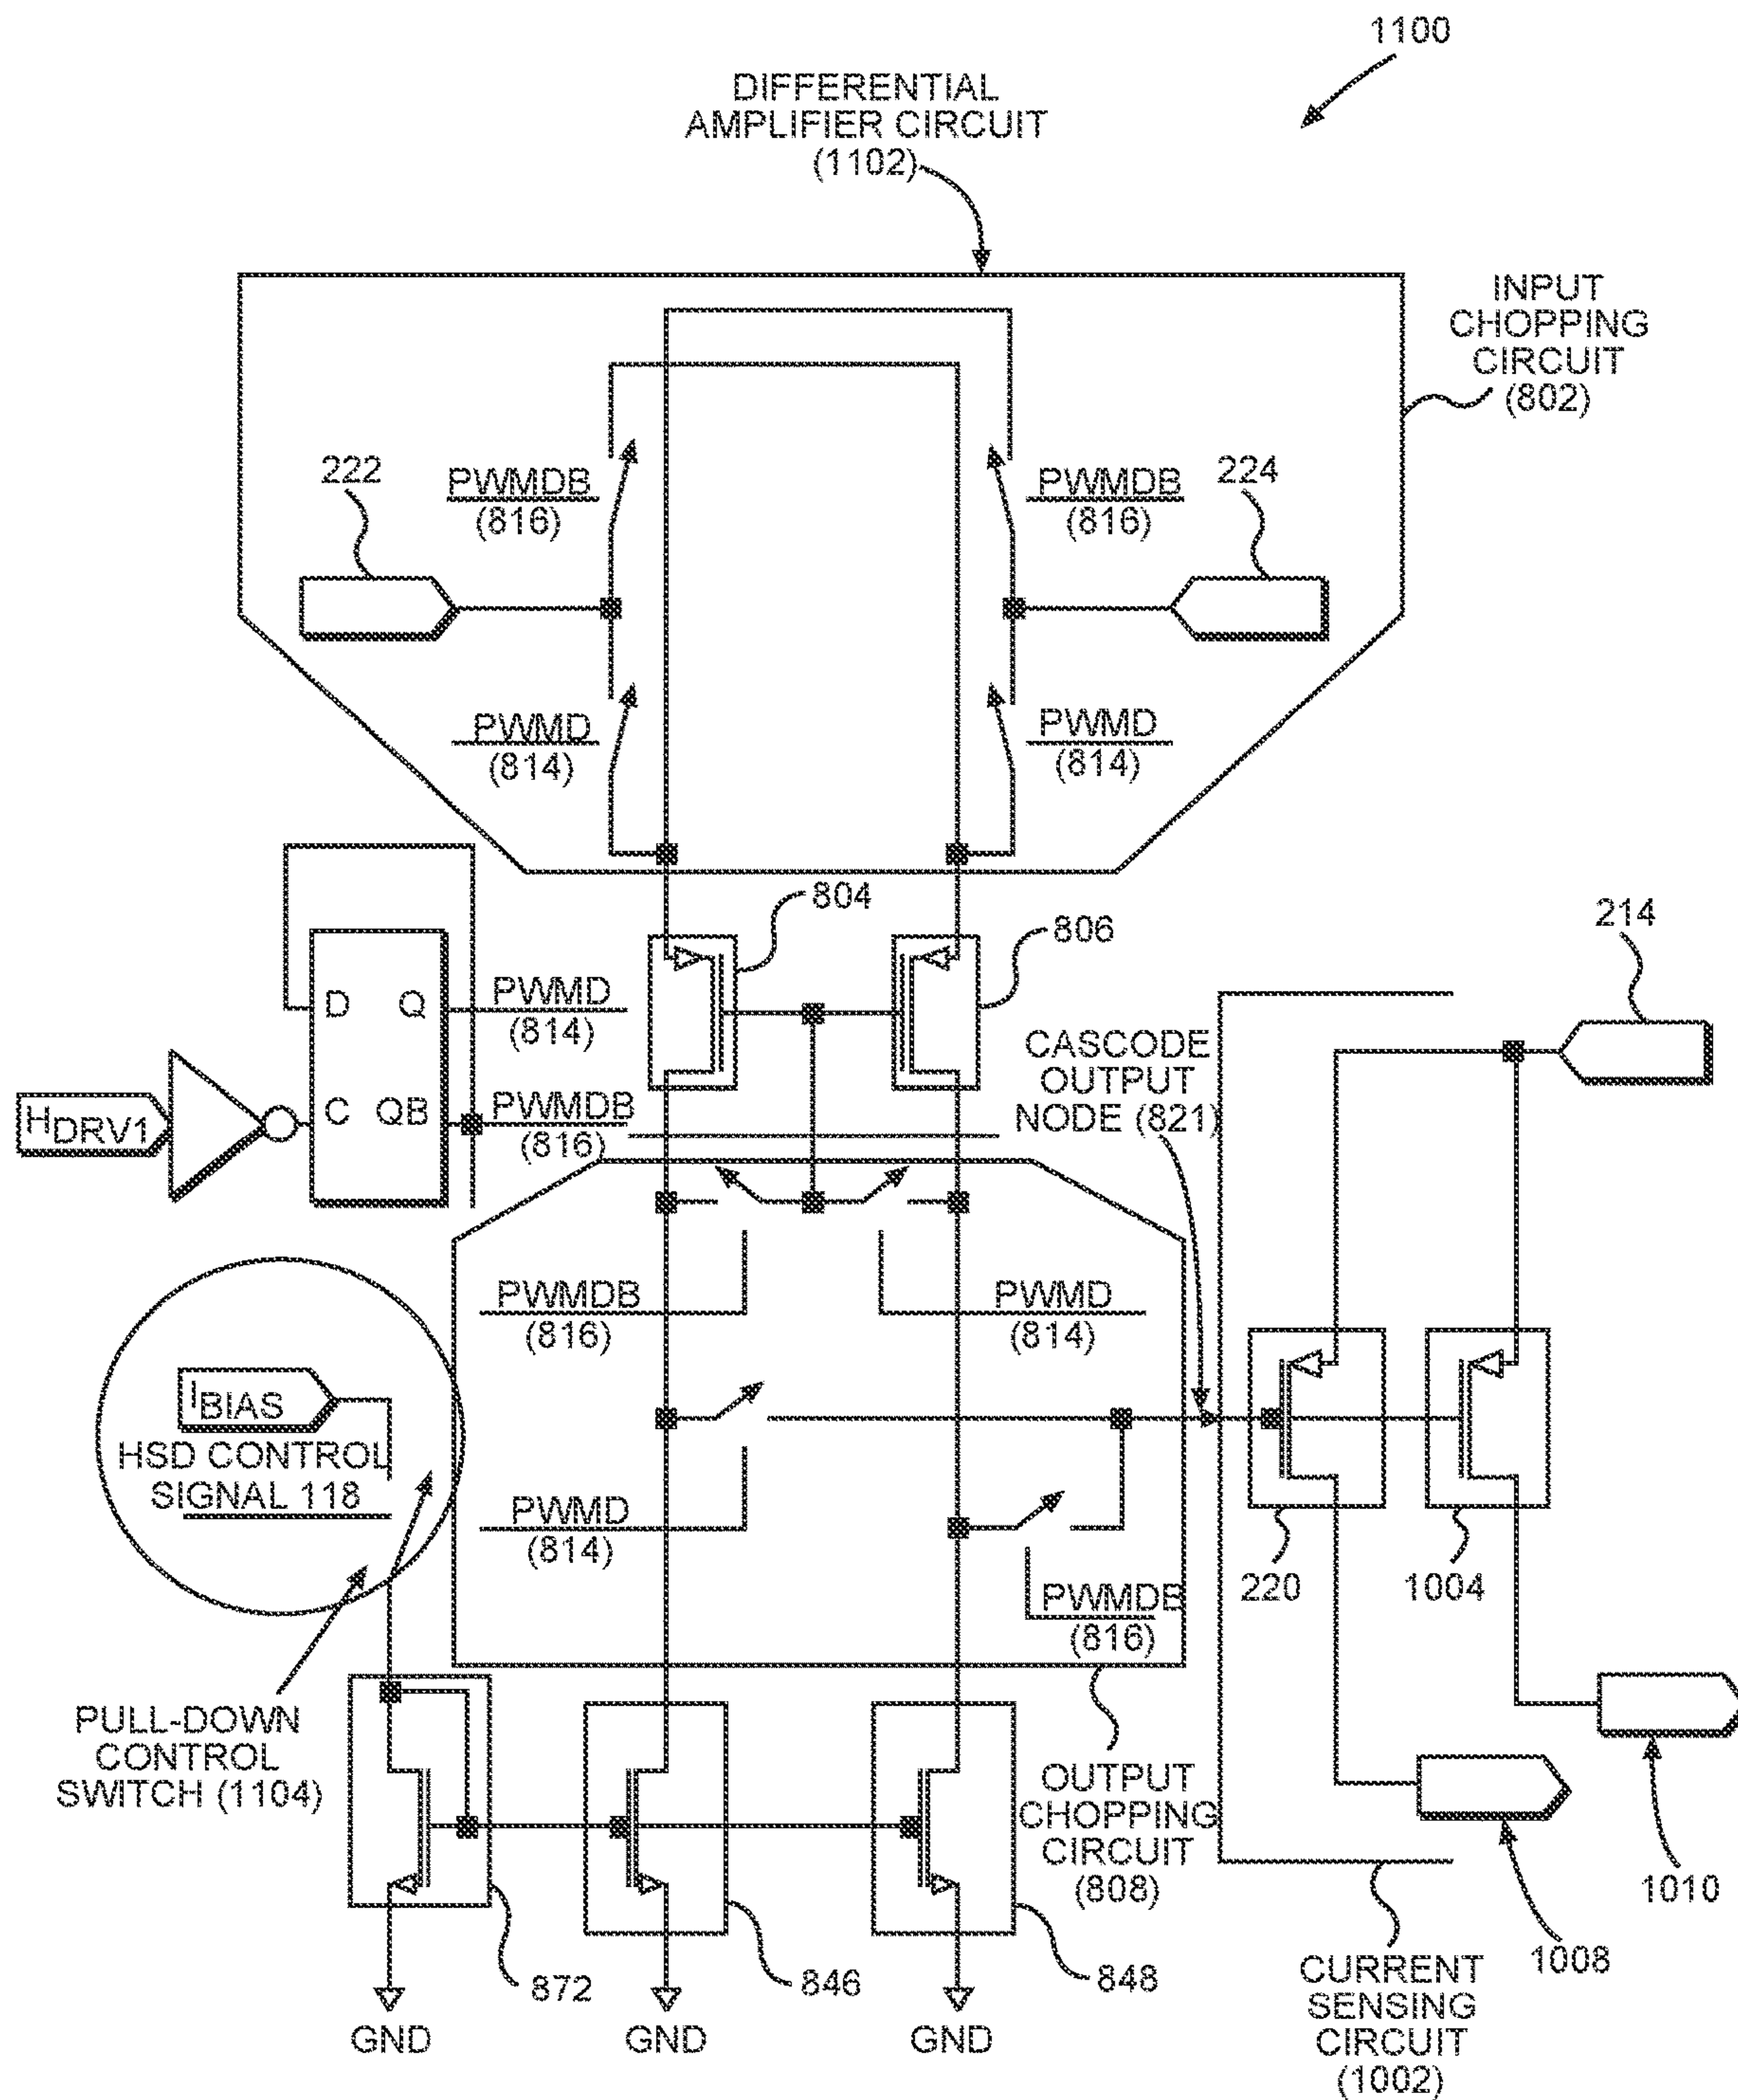 1100
DIFFERENTIAL
AMPLIFIER CIRCUIT
(1102)
INPUT
CHOPPING
CIRCUIT
(802)
222
PWMDB
(816)
PWMDB
(816)
224
PWMD
(814)
PWMD
(814)
804
806
214
D
Q
PWMD
(814)
C
QB
PWMDB
(816)
HDRV1
CASCODE
OUTPUT
NODE (821)
PWMDB
(816)
PWMD
(814)
IBIAS
HSD CONTROL
SIGNAL 118
PWMD
(814)
PWMDB
(816)
220
1004
PULL-DOWN
CONTROL
SWITCH (1104)
OUTPUT
CHOPPING
CIRCUIT
(808)
1010
1008
872
846
848
GND
GND
GND
CURRENT
SENSING
CIRCUIT
(1002)